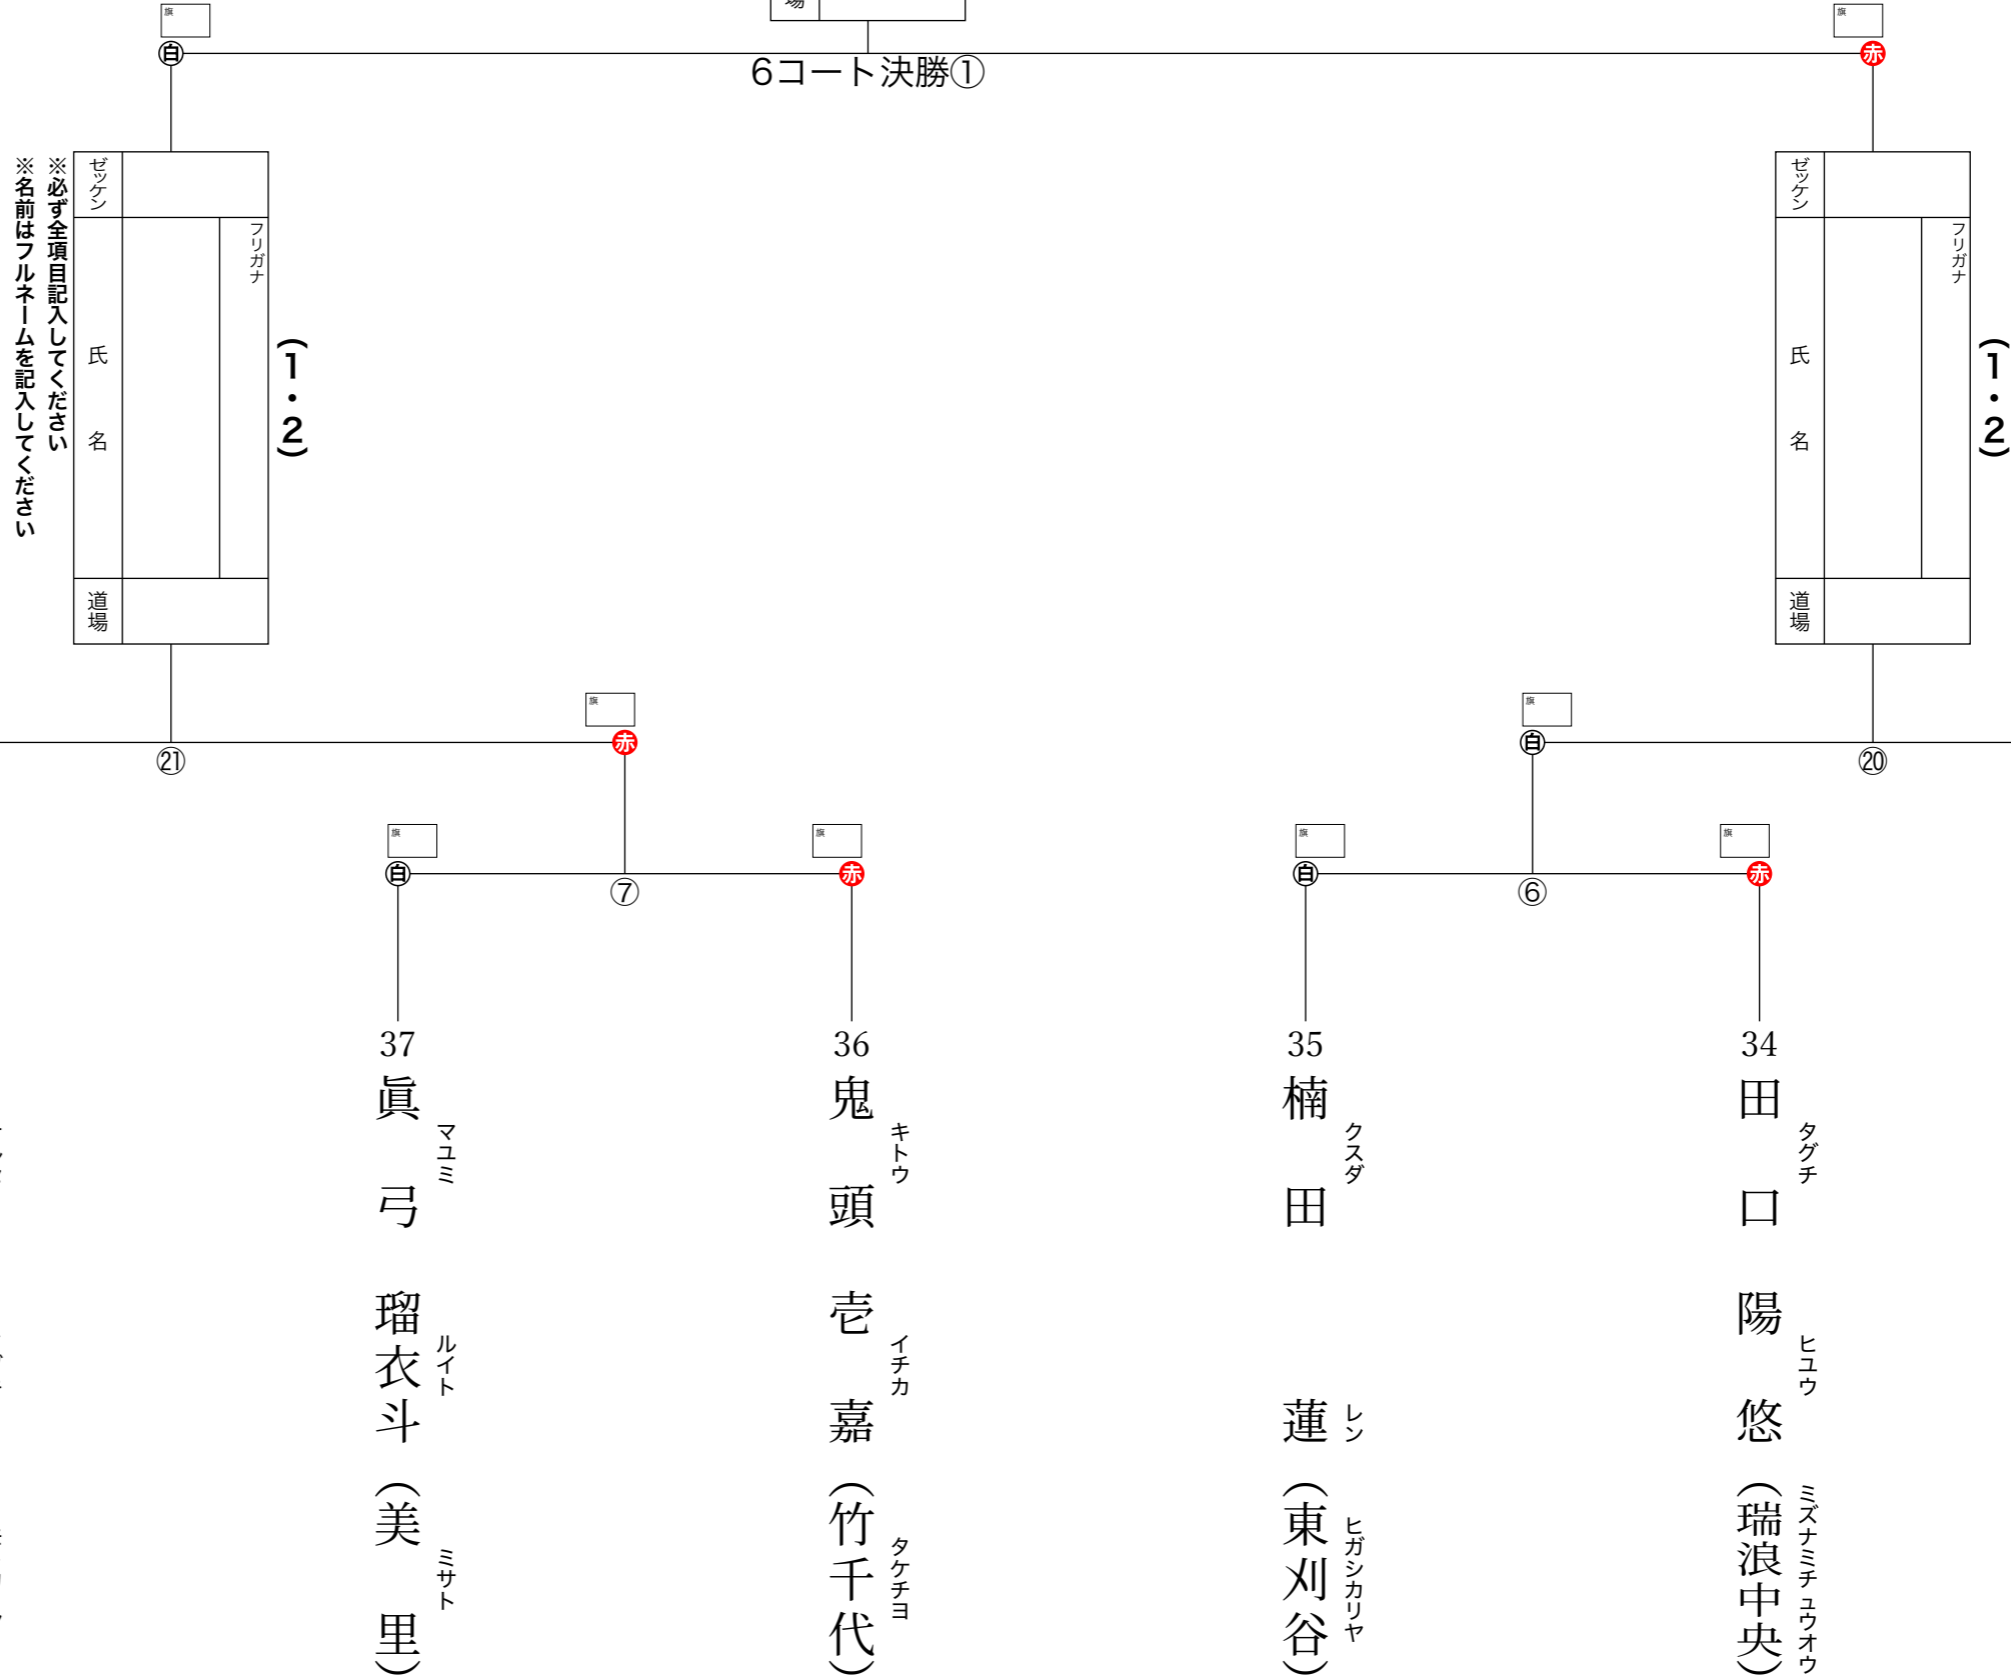 場
旗
旗
白
赤
6コート決勝①
ゼッケン
フリガナ
氏名
道場
(1・2)
ゼッケン
フリガナ
氏名
道場
(1・2)
※必ず全項目記入してください
※名前はフルネームを記入してください
旗
赤
旗
白
⑳
㉑
旗
白
旗
赤
⑥
旗
白
旗
赤
⑦
34
田口陽悠(瑞浪中央)
タグチ ヒユウ ミズナミチュウオウ
35
楠田蓮(東刈谷)
クスダ レン ヒガシカリヤ
36
鬼頭壱嘉(竹千代)
キトウ イチカ タケチヨ
37
眞弓瑠衣斗(美里)
マユミ ルイト ミサト